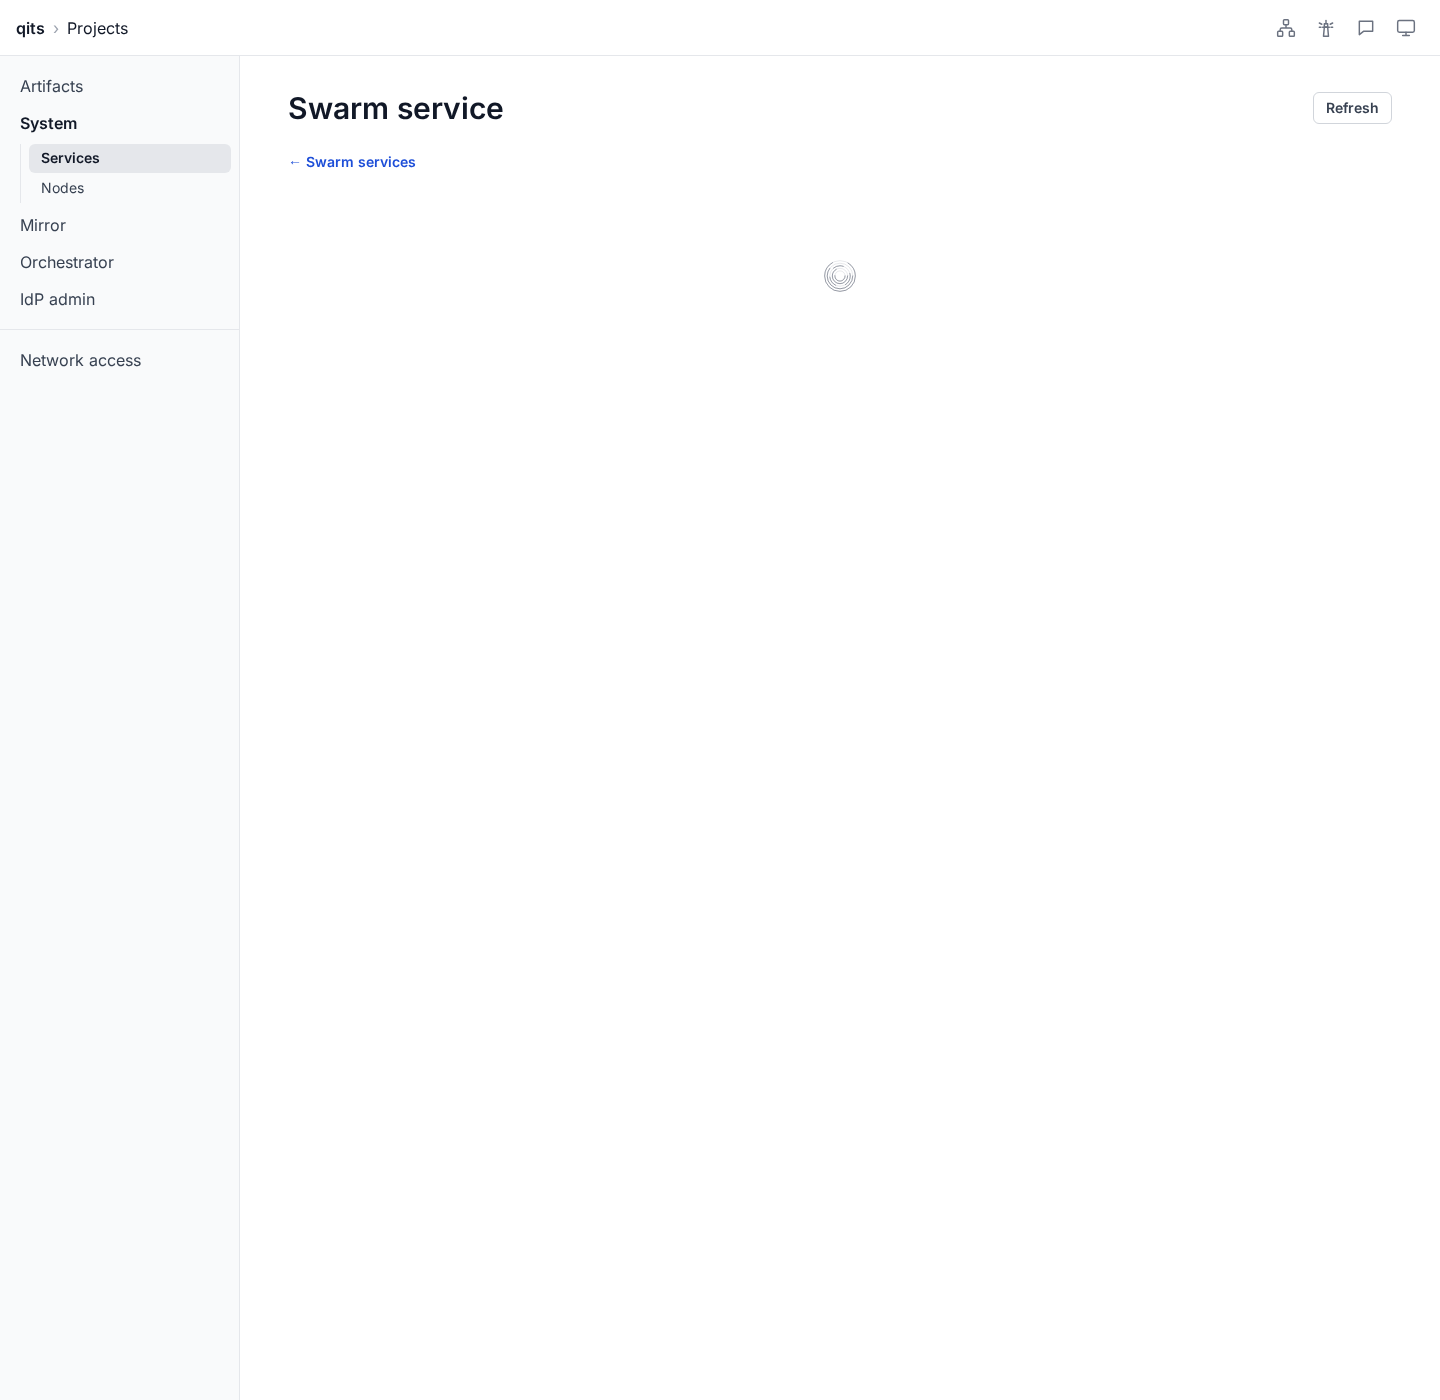 qits › Projects
Artifacts
System
Services
Nodes
Mirror
Orchestrator
IdP admin
Network access
Swarm service
Refresh
← Swarm services